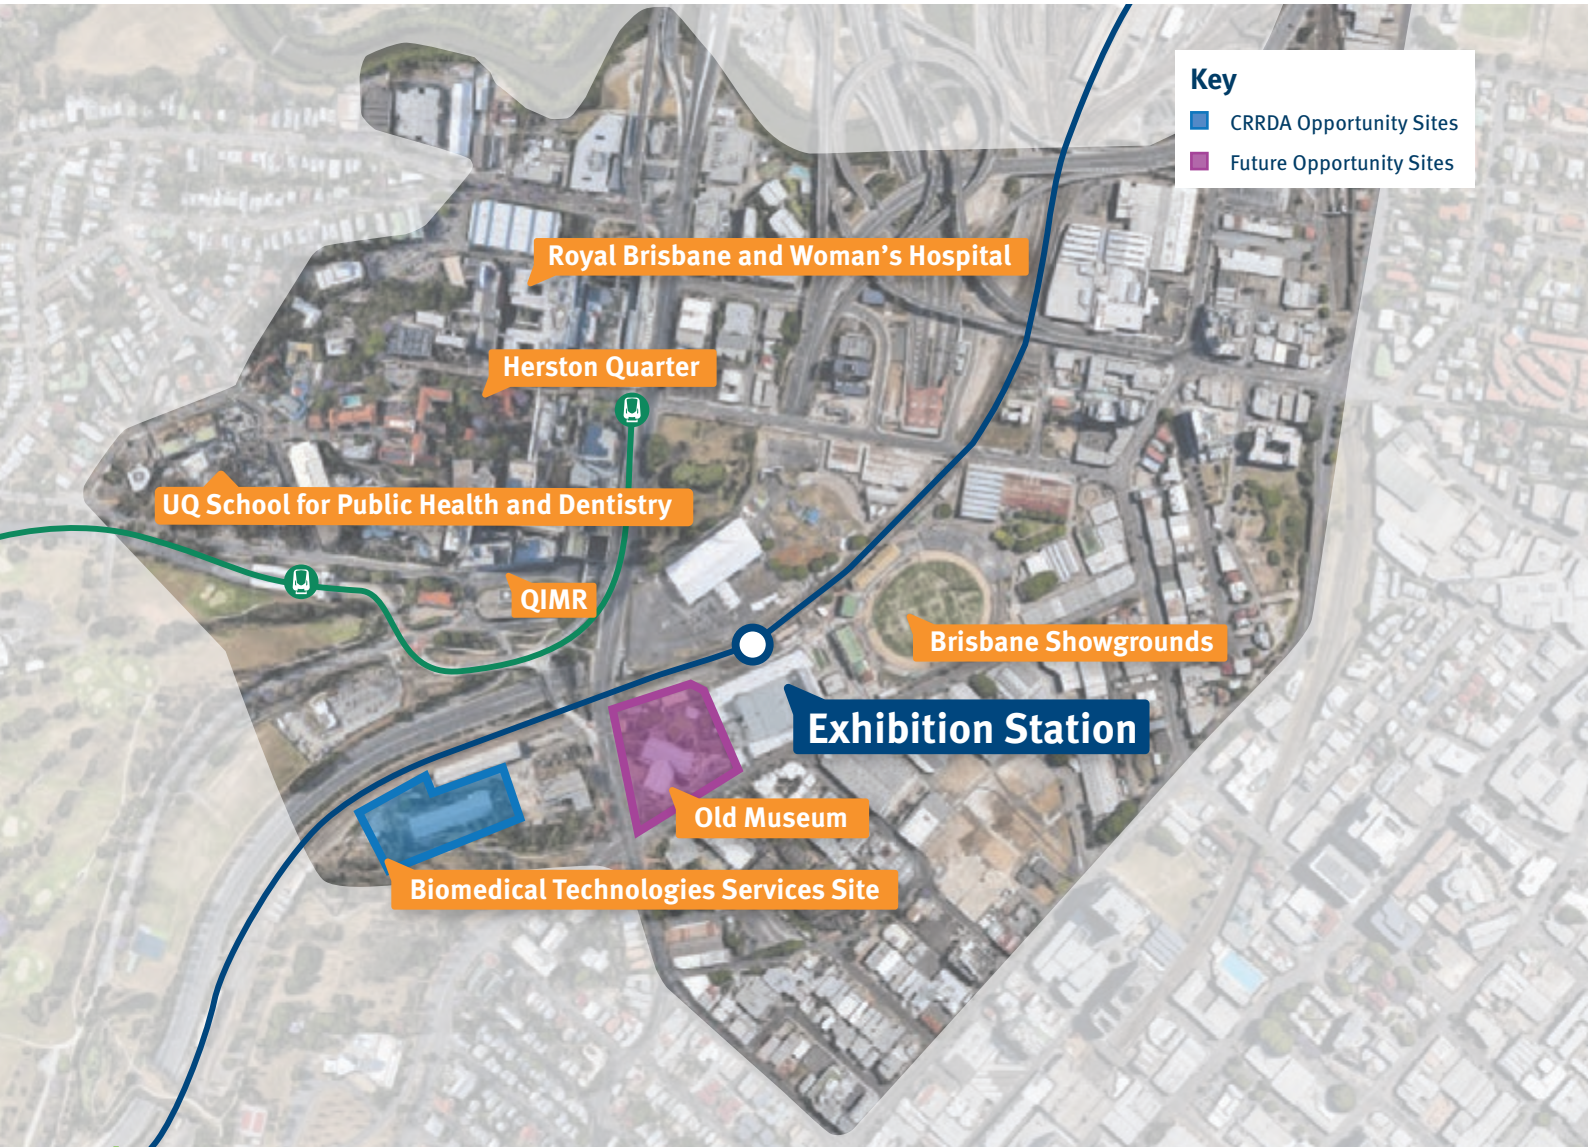 Key
CRRDA Opportunity Sites
Future Opportunity Sites
Royal Brisbane and Woman’s Hospital
Herston Quarter
UQ School for Public Health and Dentistry
QIMR
Brisbane Showgrounds
Exhibition Station
Old Museum
Biomedical Technologies Services Site